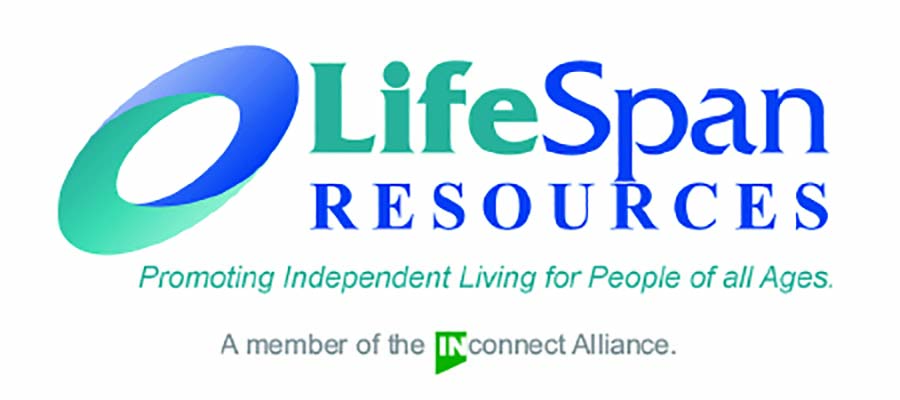 LifeSpan
RESOURCES
Promoting Independent Living for People of all Ages.
A member of the INconnect Alliance.